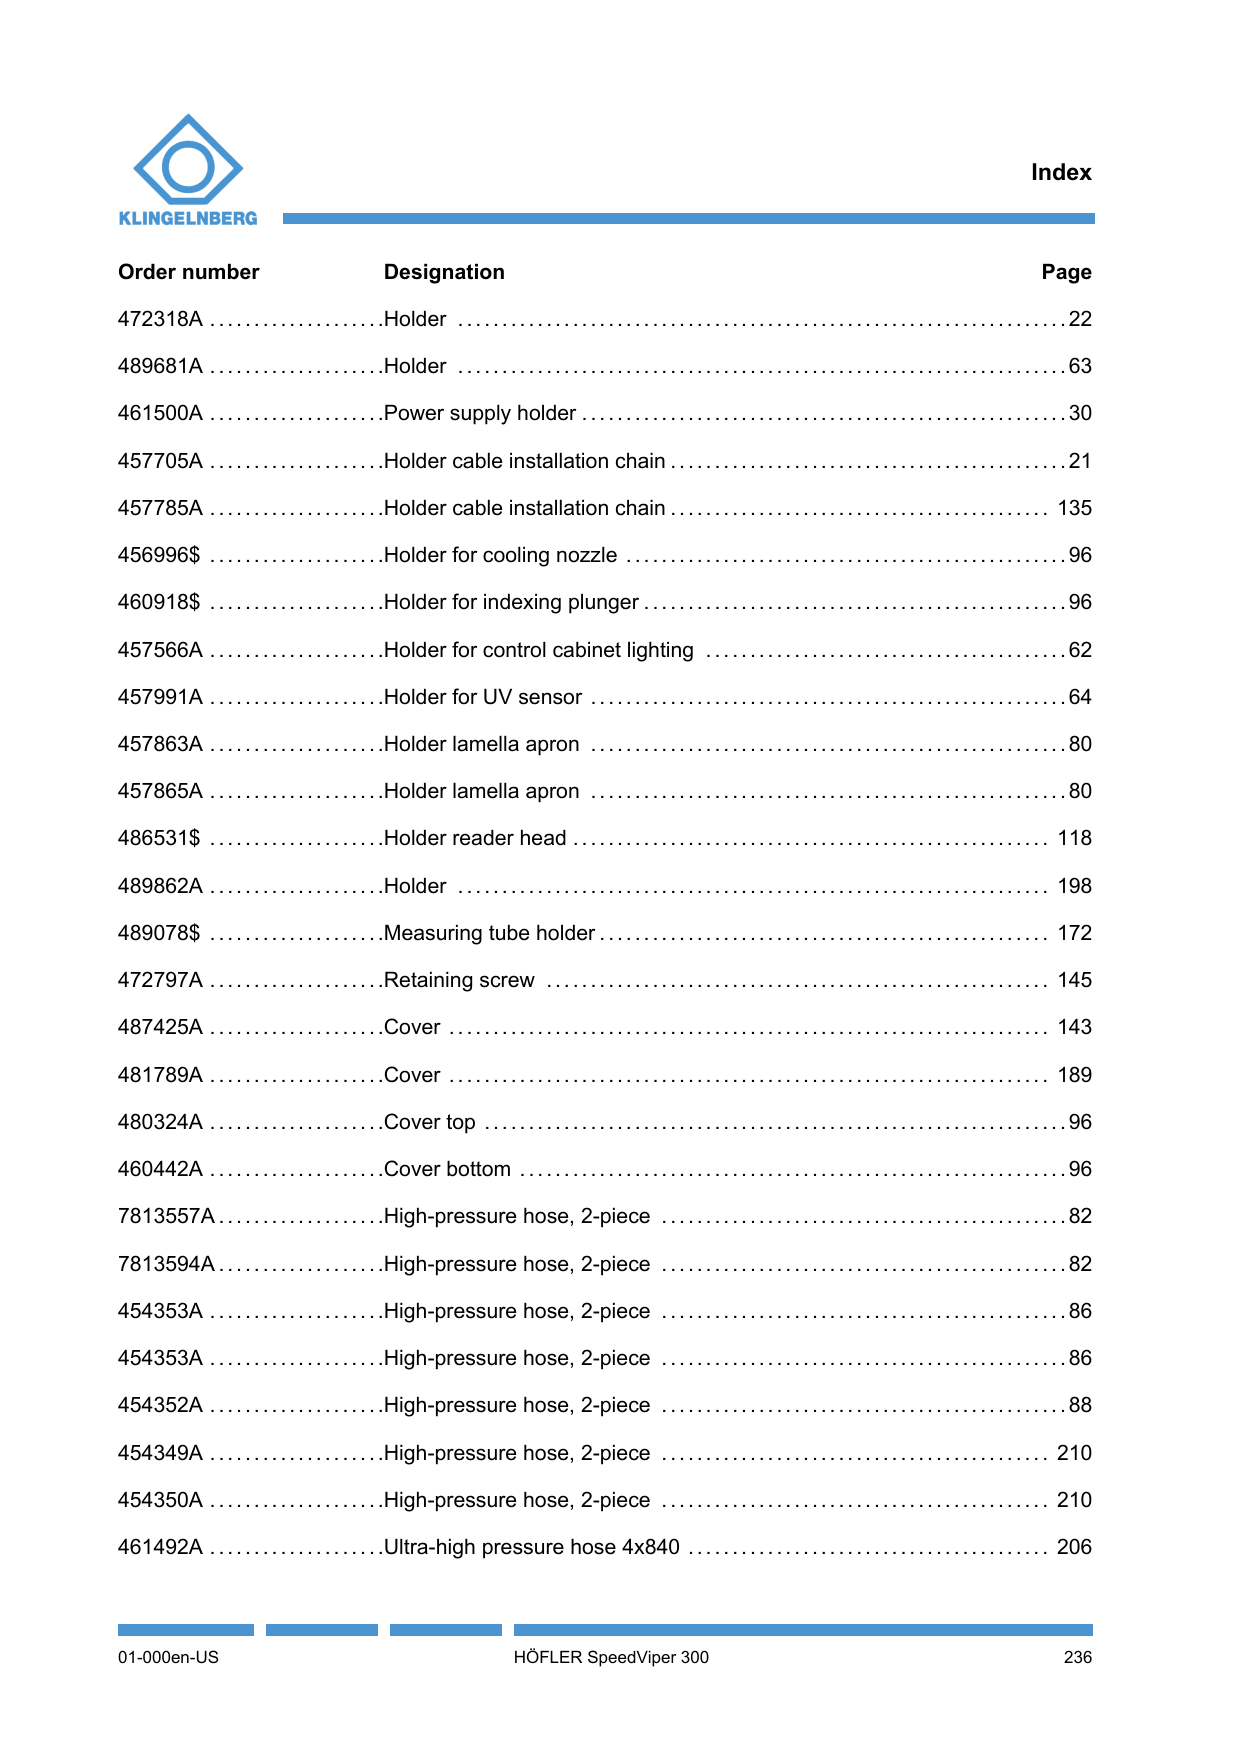 KLINGELNBERG
Index
Order number Designation Page
472318A ....................Holder ....................................................................22
489681A ....................Holder ....................................................................63
461500A ....................Power supply holder ......................................................30
457705A ....................Holder cable installation chain ............................................21
457785A ....................Holder cable installation chain .......................................... 135
456996$ ....................Holder for cooling nozzle .................................................96
460918$ ....................Holder for indexing plunger ...............................................96
457566A ....................Holder for control cabinet lighting ........................................62
457991A ....................Holder for UV sensor .....................................................64
457863A ....................Holder lamella apron .....................................................80
457865A ....................Holder lamella apron .....................................................80
486531$ ....................Holder reader head ..................................................... 118
489862A ....................Holder .................................................................. 198
489078$ ....................Measuring tube holder .................................................. 172
472797A ....................Retaining screw ........................................................ 145
487425A ....................Cover ................................................................... 143
481789A ....................Cover ................................................................... 189
480324A ....................Cover top .................................................................96
460442A ....................Cover bottom .............................................................96
7813557A ...................High-pressure hose, 2-piece .............................................82
7813594A ...................High-pressure hose, 2-piece .............................................82
454353A ....................High-pressure hose, 2-piece .............................................86
454353A ....................High-pressure hose, 2-piece .............................................86
454352A ....................High-pressure hose, 2-piece .............................................88
454349A ....................High-pressure hose, 2-piece ........................................... 210
454350A ....................High-pressure hose, 2-piece ........................................... 210
461492A ....................Ultra-high pressure hose 4x840 ........................................ 206
01-000en-US HÖFLER SpeedViper 300 236